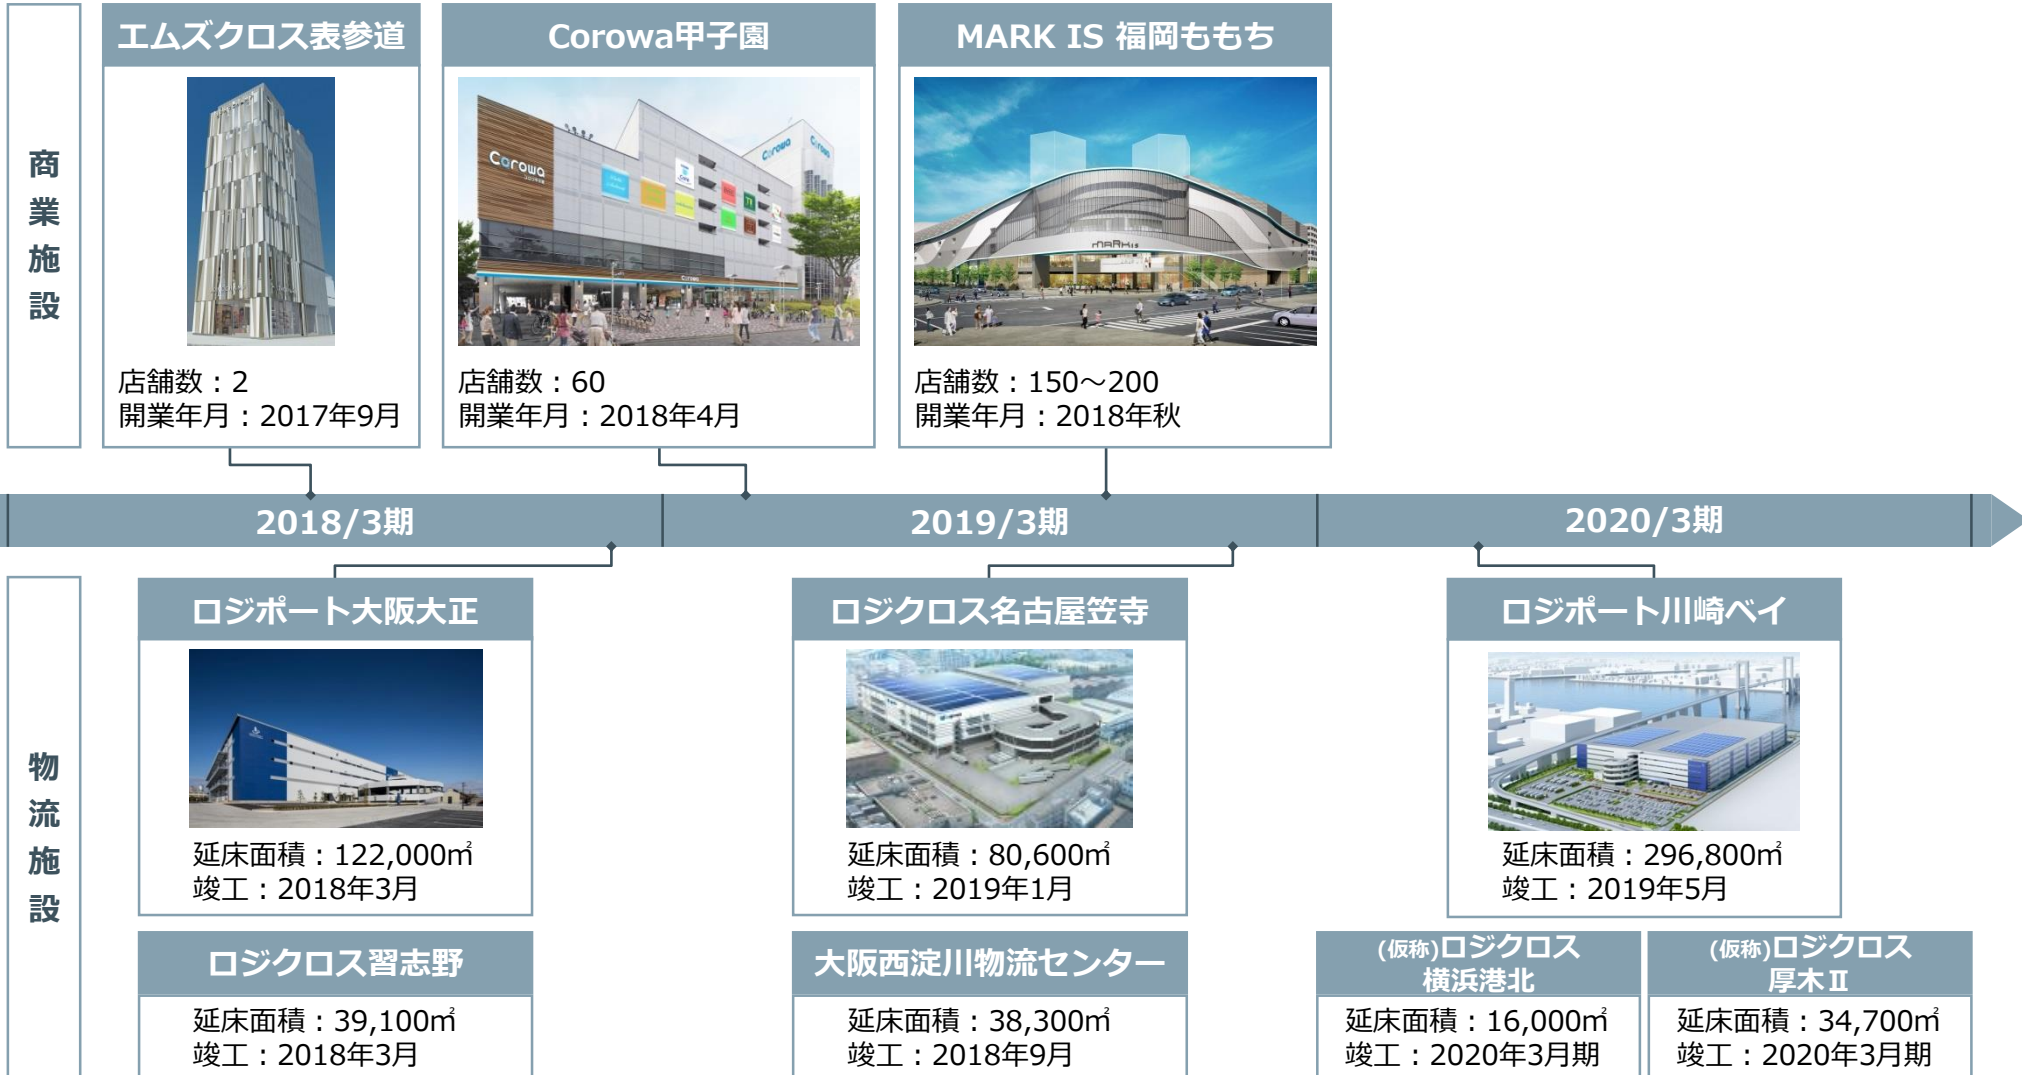 商業施設
エムズクロス表参道
店舗数：2
開業年月：2017年9月
Corowa甲子園
Corowa
Corowa
Corowa
Corowa
店舗数：60
開業年月：2018年4月
MARK IS 福岡ももち
MARK IS
店舗数：150～200
開業年月：2018年秋
2018/3期
2019/3期
2020/3期
物流施設
ロジポート大阪大正
延床面積：122,000㎡
竣工：2018年3月
ロジクロス名古屋笠寺
延床面積：80,600㎡
竣工：2019年1月
ロジポート川崎ベイ
延床面積：296,800㎡
竣工：2019年5月
ロジクロス習志野
延床面積：39,100㎡
竣工：2018年3月
大阪西淀川物流センター
延床面積：38,300㎡
竣工：2018年9月
(仮称)ロジクロス
横浜港北
延床面積：16,000㎡
竣工：2020年3月期
(仮称)ロジクロス
厚木Ⅱ
延床面積：34,700㎡
竣工：2020年3月期